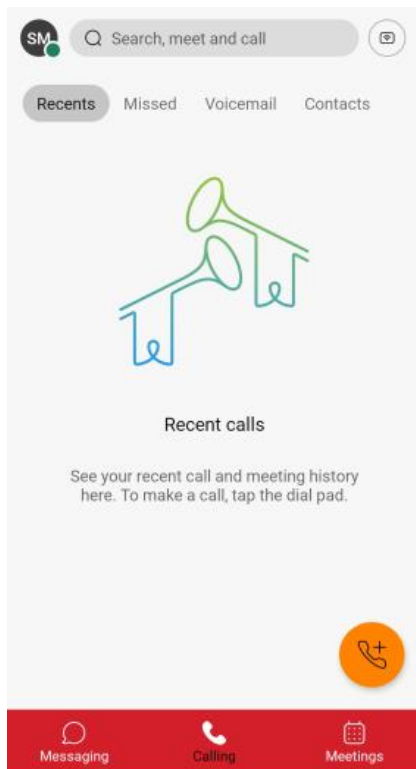 SM
Search, meet and call
Recents Missed Voicemail Contacts
Recent calls
See your recent call and meeting history
here. To make a call, tap the dial pad.
Messaging Calling Meetings